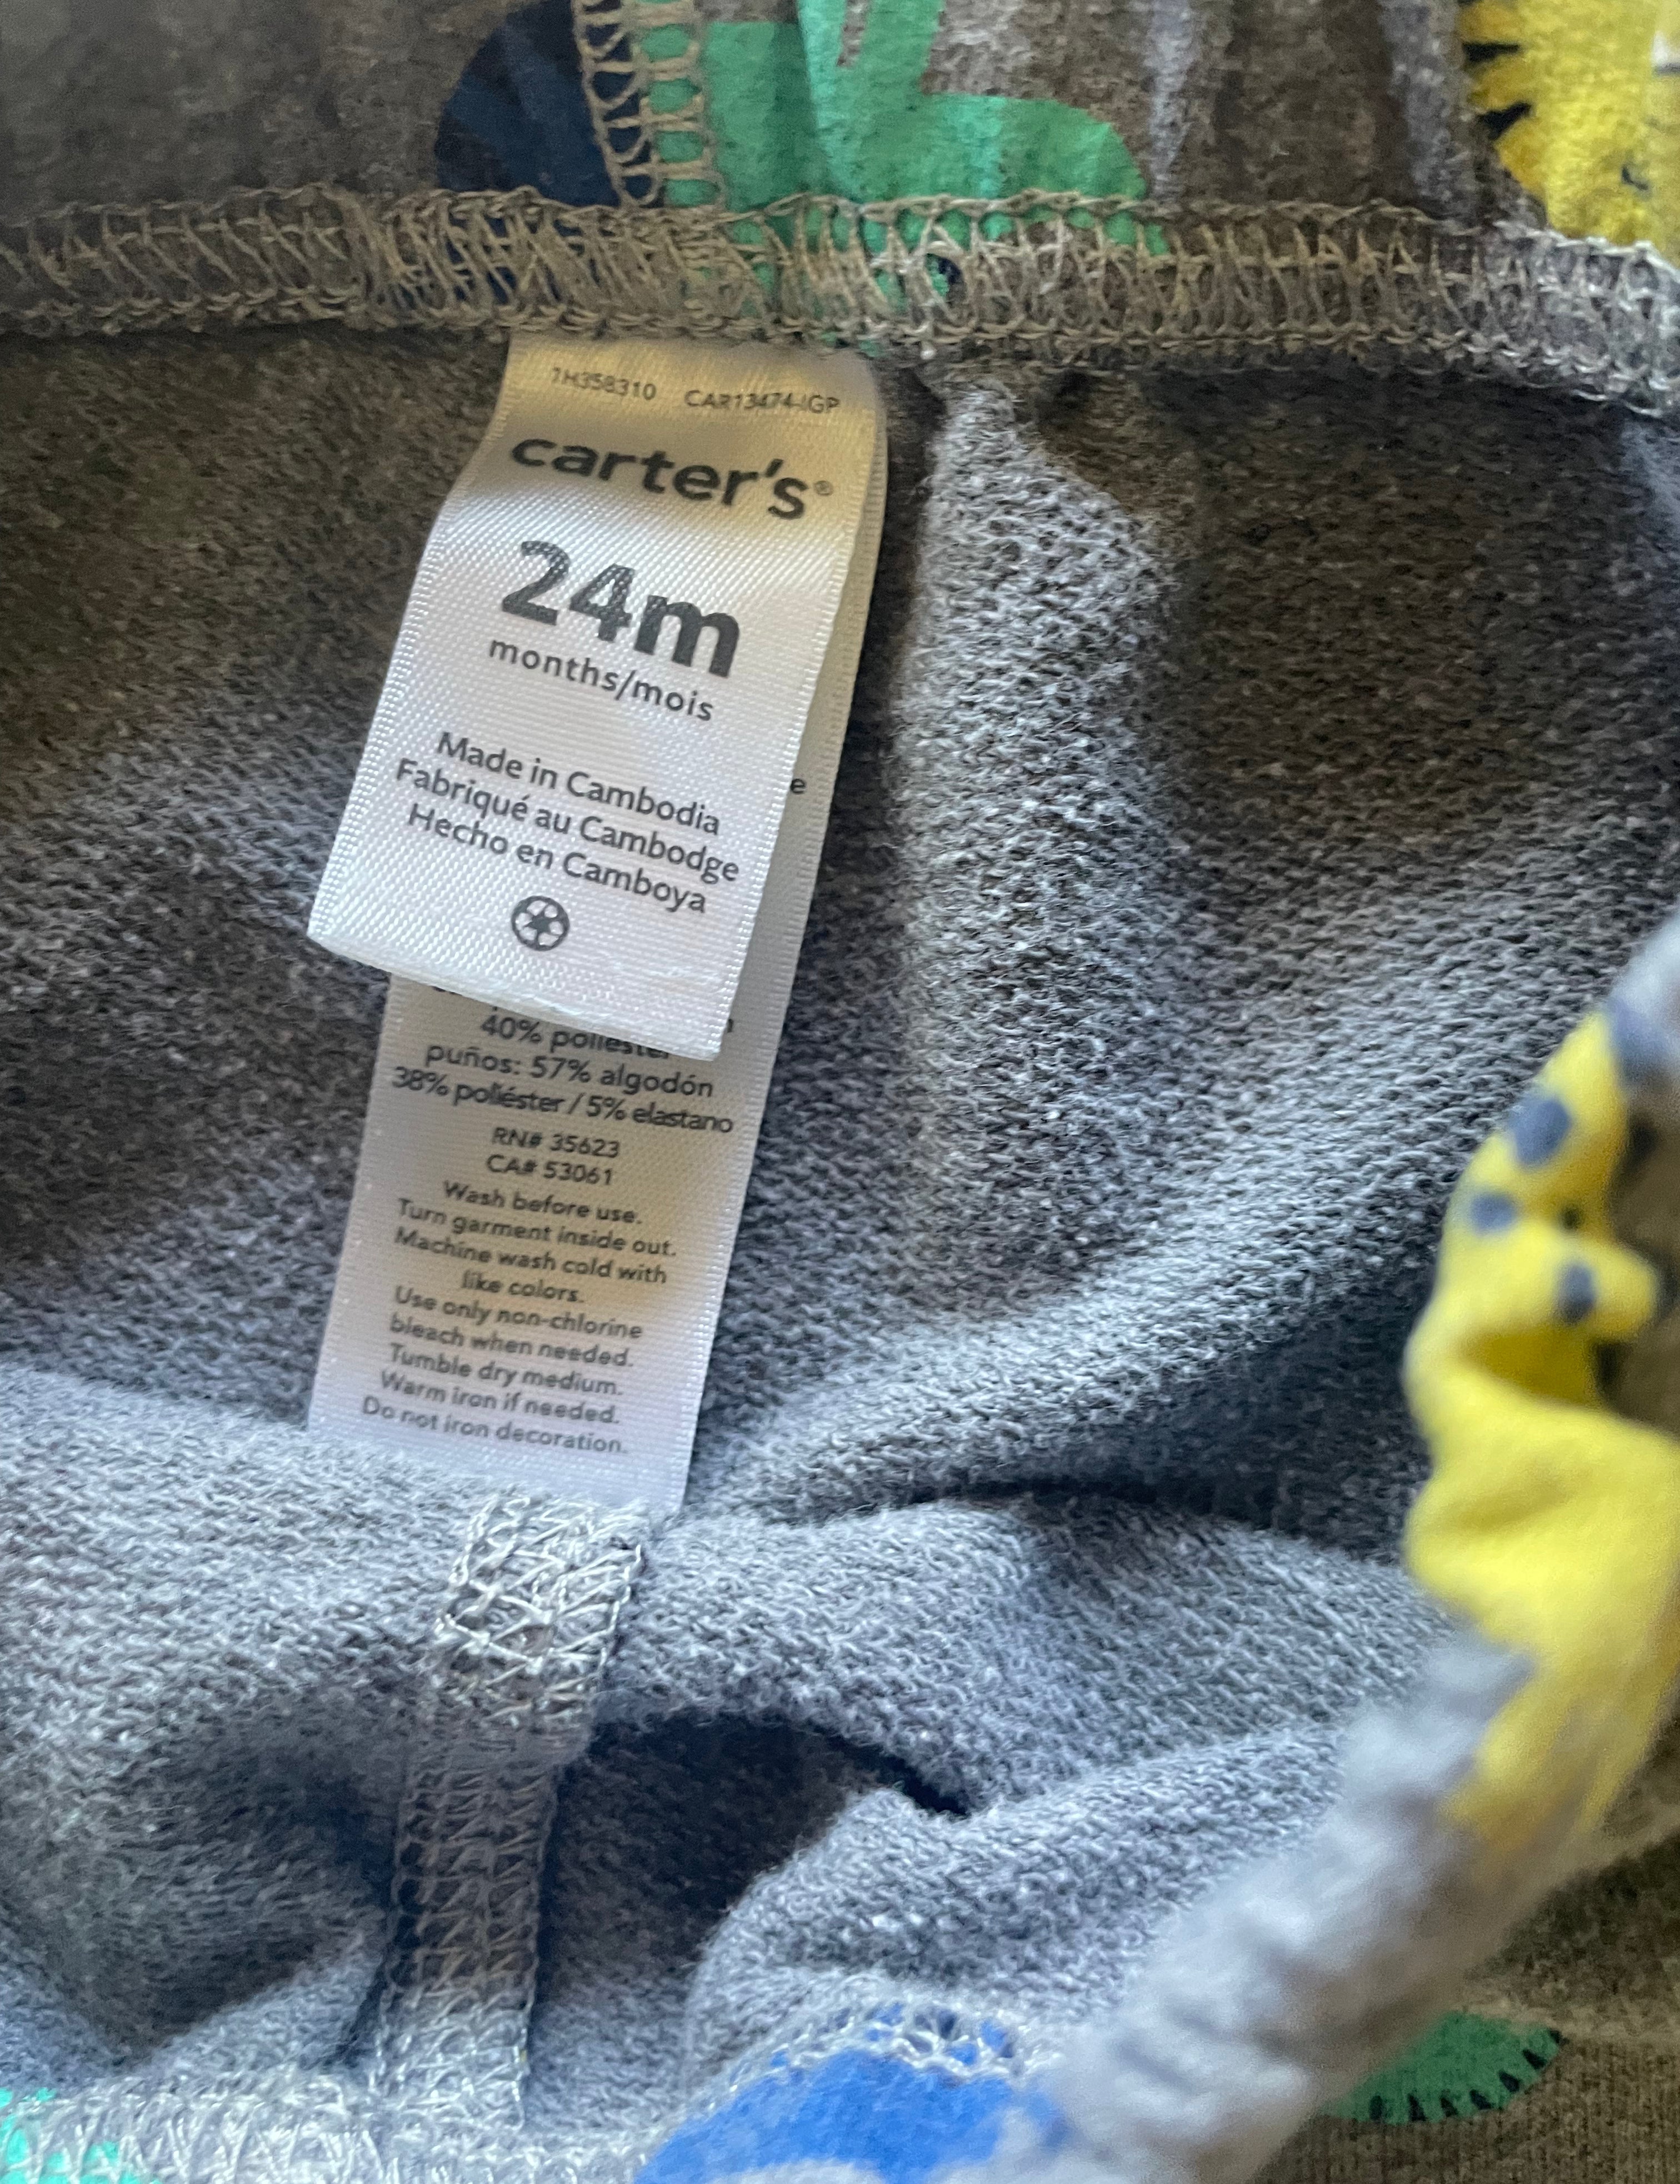 1H358310 CAR13474-IGP
carter's®
24m
months/mois
Made in Cambodia
Fabriqué au Cambodge
Hecho en Camboya
40% poliéster
puños: 57% algodón
38% poliéster / 5% elastano
RN# 35623
CA# 53061
Wash before use.
Turn garment inside out.
Machine wash cold with
like colors.
Use only non-chlorine
bleach when needed.
Tumble dry medium.
Warm iron if needed.
Do not iron decoration.